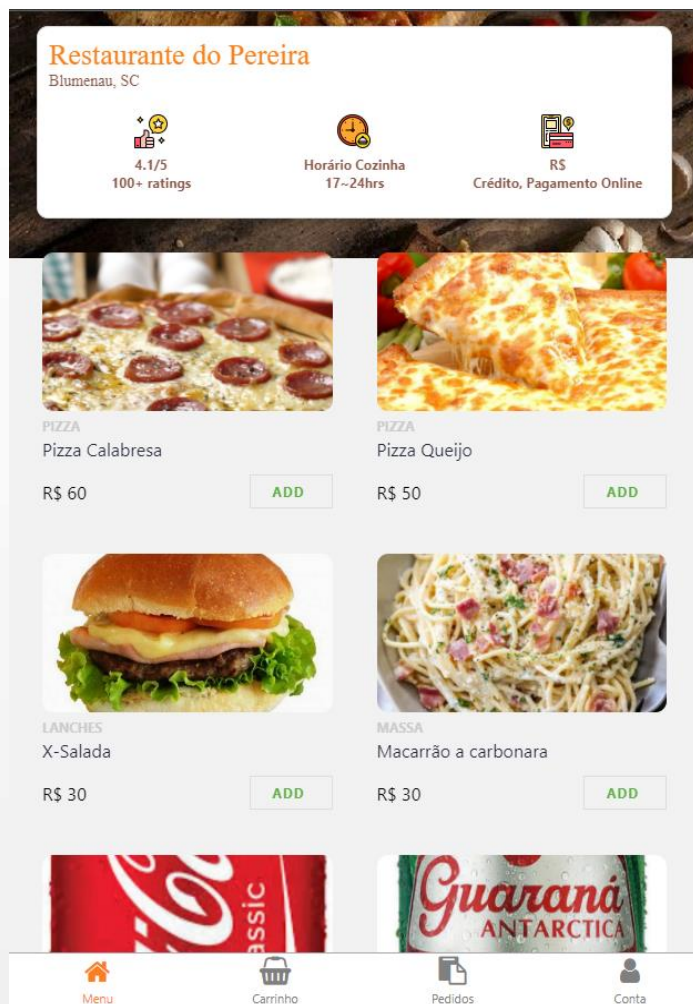 Restaurante do Pereira
Blumenau, SC
4.1/5
100+ ratings
Horário Cozinha
17~24hrs
R$
Crédito, Pagamento Online
PIZZA
Pizza Calabresa
R$ 60
ADD
PIZZA
Pizza Queijo
R$ 50
ADD
LANCHES
X-Salada
R$ 30
ADD
MASSA
Macarrão a carbonara
R$ 30
ADD
assic
Guaraná
ANTARCTICA
Menu
Carrinho
Pedidos
Conta